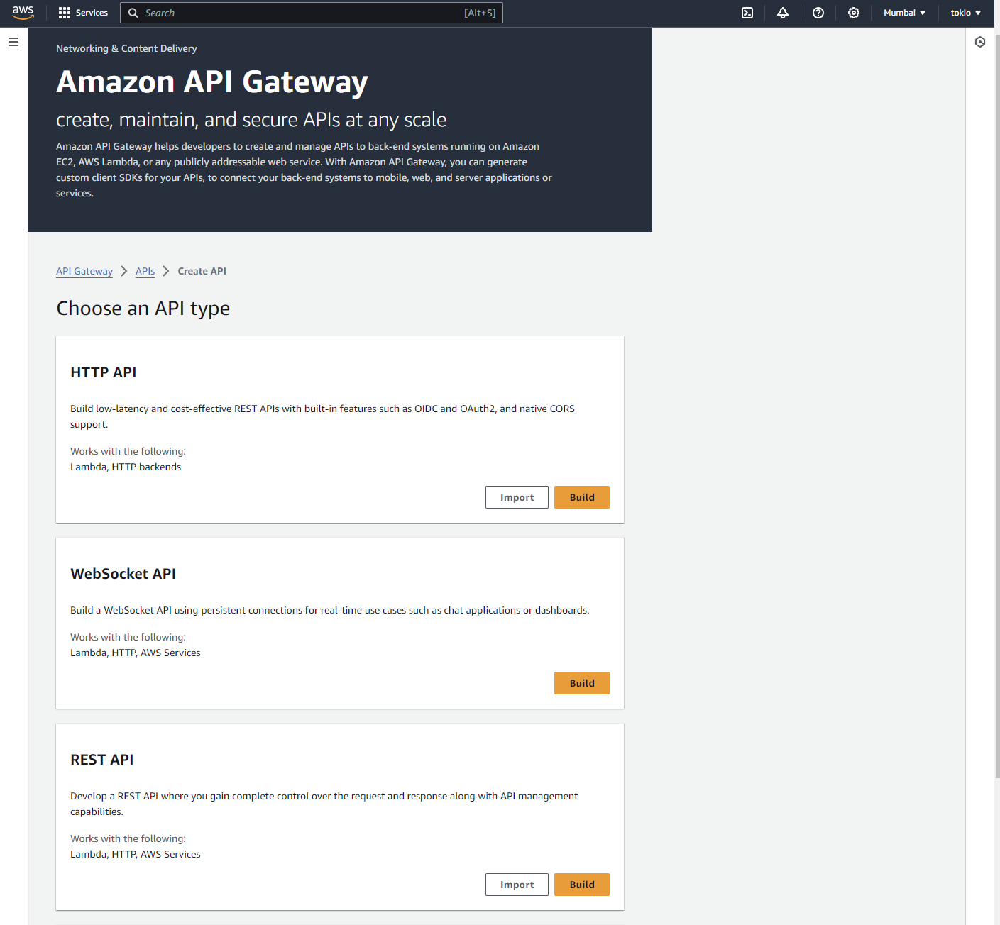 aws
Services
Search
[Alt+S]
Mumbai
tokio
Networking & Content Delivery
Amazon API Gateway
create, maintain, and secure APIs at any scale
Amazon API Gateway helps developers to create and manage APIs to back-end systems running on Amazon
EC2, AWS Lambda, or any publicly addressable web service. With Amazon API Gateway, you can generate
custom client SDKs for your APIs, to connect your back-end systems to mobile, web, and server applications or
services.
API Gateway
APIs
Create API
Choose an API type
HTTP API
Build low-latency and cost-effective REST APIs with built-in features such as OIDC and OAuth2, and native CORS
support.
Works with the following:
Lambda, HTTP backends
Import
Build
WebSocket API
Build a WebSocket API using persistent connections for real-time use cases such as chat applications or dashboards.
Works with the following:
Lambda, HTTP, AWS Services
Build
REST API
Develop a REST API where you gain complete control over the request and response along with API management
capabilities.
Works with the following:
Lambda, HTTP, AWS Services
Import
Build